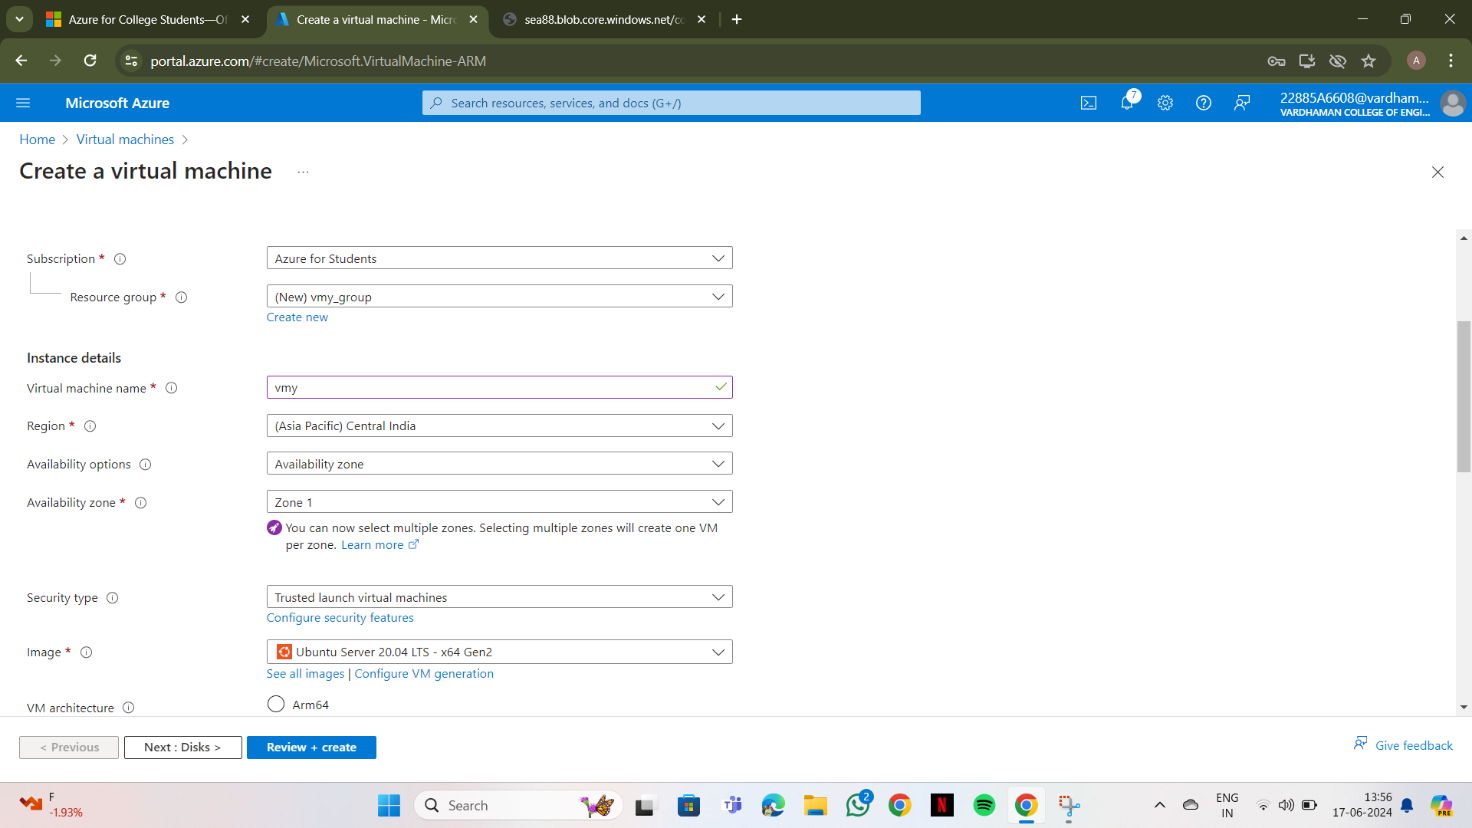 Azure for College Students—Of
Create a virtual machine - Micro
sea88.blob.core.windows.net/co
portal.azure.com/#create/Microsoft.VirtualMachine-ARM
A
Microsoft Azure
Search resources, services, and docs (G+/)
7
22885A6608@vardham...
VARDHAMAN COLLEGE OF ENGI...
Home > Virtual machines >
Create a virtual machine ...
Subscription *
Azure for Students
Resource group *
(New) vmy_group
Create new
Instance details
Virtual machine name *
vmy
Region *
(Asia Pacific) Central India
Availability options
Availability zone
Availability zone *
Zone 1
You can now select multiple zones. Selecting multiple zones will create one VM
per zone. Learn more
Security type
Trusted launch virtual machines
Configure security features
Image *
Ubuntu Server 20.04 LTS - x64 Gen2
See all images | Configure VM generation
VM architecture
Arm64
< Previous
Next : Disks >
Review + create
Give feedback
F
-1.93%
Search
2
N
ENG
IN
13:56
17-06-2024
PRE